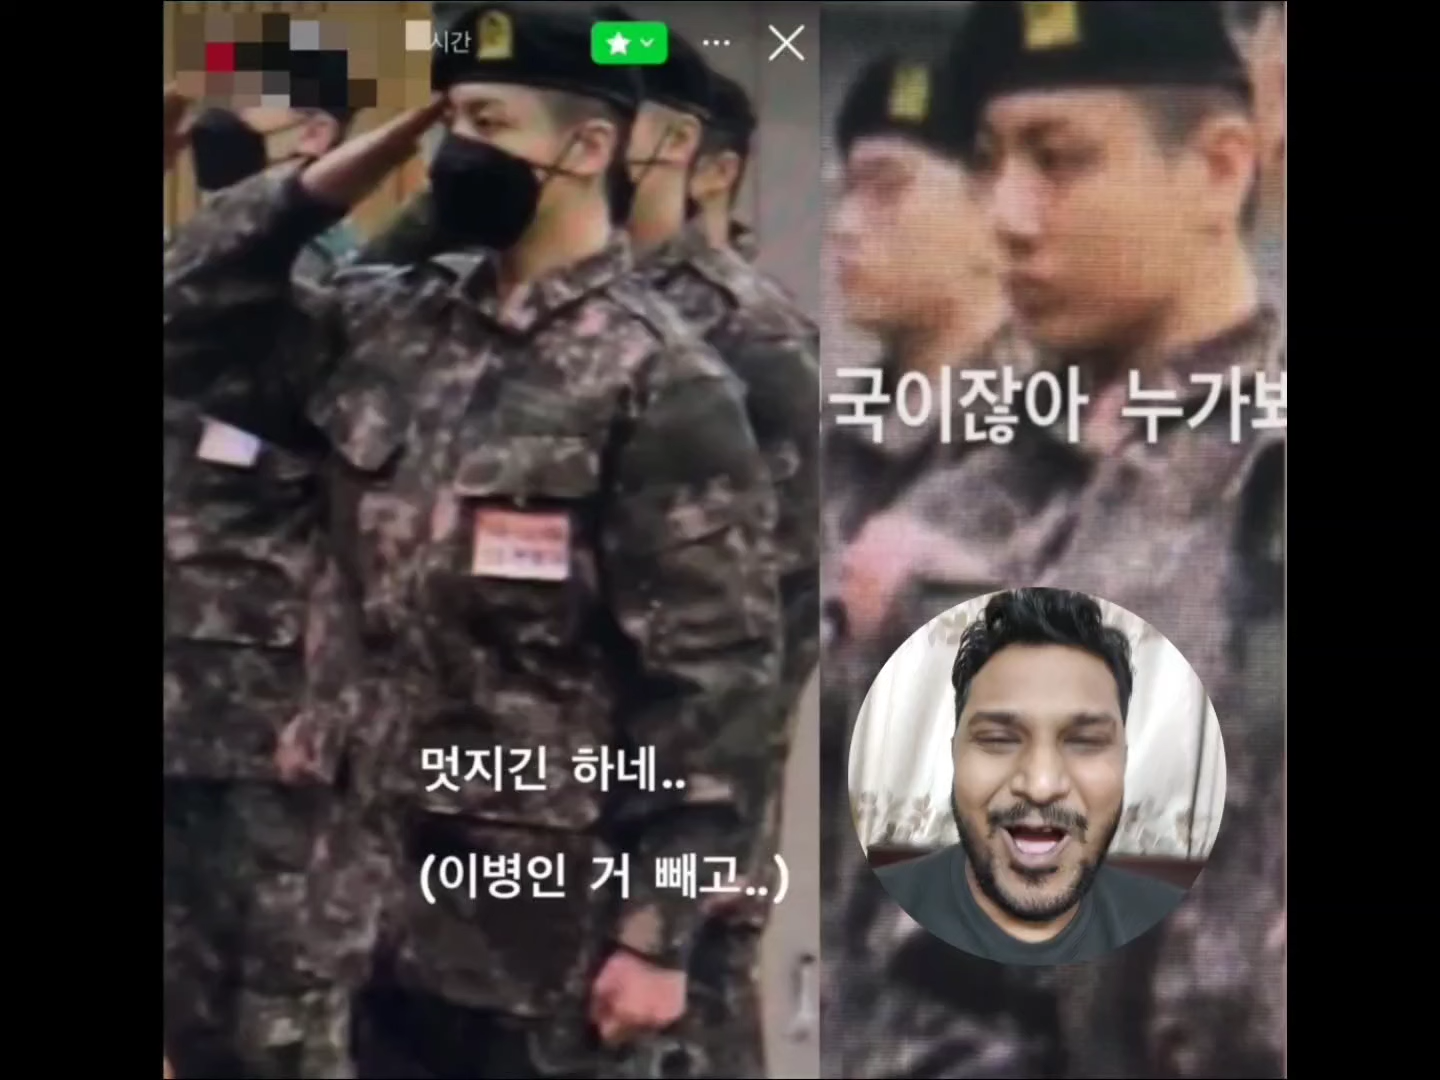 시간
국이잖아 누가
멋지긴 하네..
(이병인 거 빼고..)